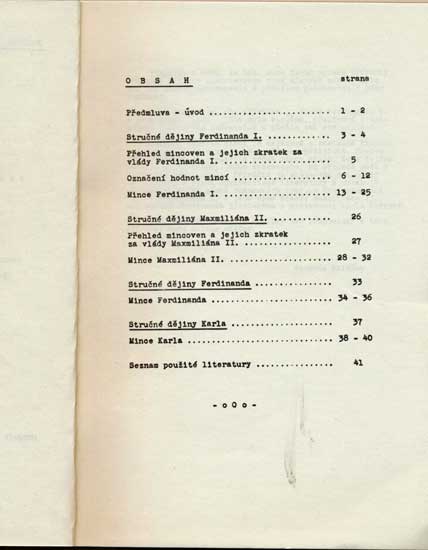 O B S A H strana
Předmluva - úvod .................. 1 - 2
Stručné dějiny Ferdinanda I. ......... 3 - 4
Přehled mincoven a jejich zkratek za
vlády Ferdinanda I. .................. 5
Označení hodnot mincí ............... 6 - 12
Mince Ferdinanda I. ................. 13 - 25
Stručné dějiny Maxmiliána II. ........ 26
Přehled mincoven a jejich zkratek
za vlády Maxmiliána II. .............. 27
Mince Maxmiliána II. ................ 28 - 32
Stručné dějiny Ferdinanda ............ 33
Mince Ferdinanda ................... 34 - 36
Stručné dějiny Karla ................ 37
Mince Karla ........................ 38 - 40
Seznam použité literatury ............ 41
- o O o -